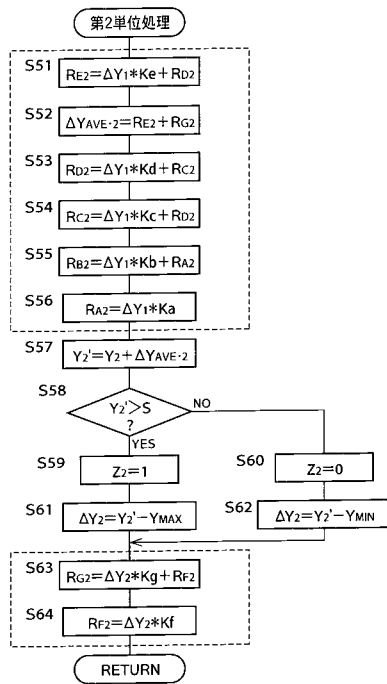 第2単位処理
S51
RE2=ΔY1*Ke+RD2
S52
ΔYAVE・2=RE2+RG2
S53
RD2=ΔY1*Kd+RC2
S54
RC2=ΔY1*Kc+RD2
S55
RB2=ΔY1*Kb+RA2
S56
RA2=ΔY1*Ka
S57
Y2'=Y2+ΔYAVE・2
S58
Y2'>S
?
NO
YES
S59
Z2=1
S60
Z2=0
S61
ΔY2=Y2'-YMAX
S62
ΔY2=Y2'-YMIN
S63
RG2=ΔY2*Kg+RF2
S64
RF2=ΔY2*Kf
RETURN